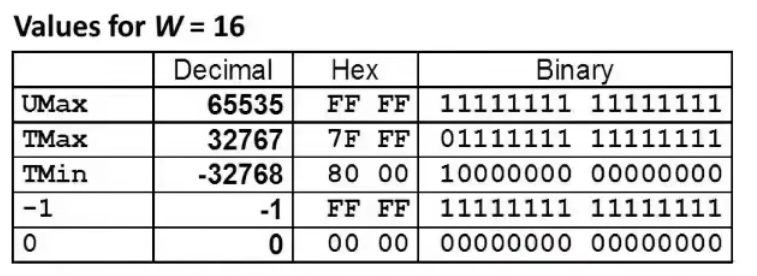 Values for W = 16
Decimal Hex Binary
UMax 65535 FF FF 11111111 11111111
TMax 32767 7F FF 01111111 11111111
TMin -32768 80 00 10000000 00000000
-1 -1 FF FF 11111111 11111111
0 0 00 00 00000000 00000000